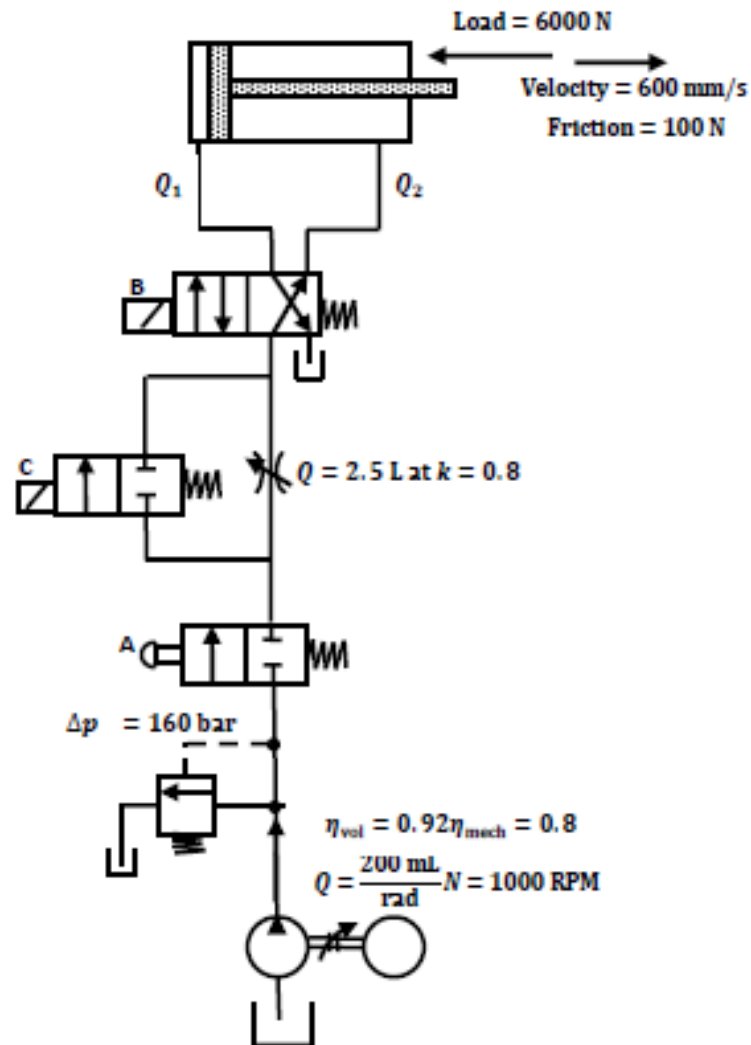 Load = 6000 N
Velocity = 600 mm/s
Friction = 100 N
Q₁
Q₂
B
C
Q = 2.5 L at k = 0.8
A
Δp = 160 bar
η_vol = 0.92η_mech = 0.8
Q = 200 mL/rad N = 1000 RPM